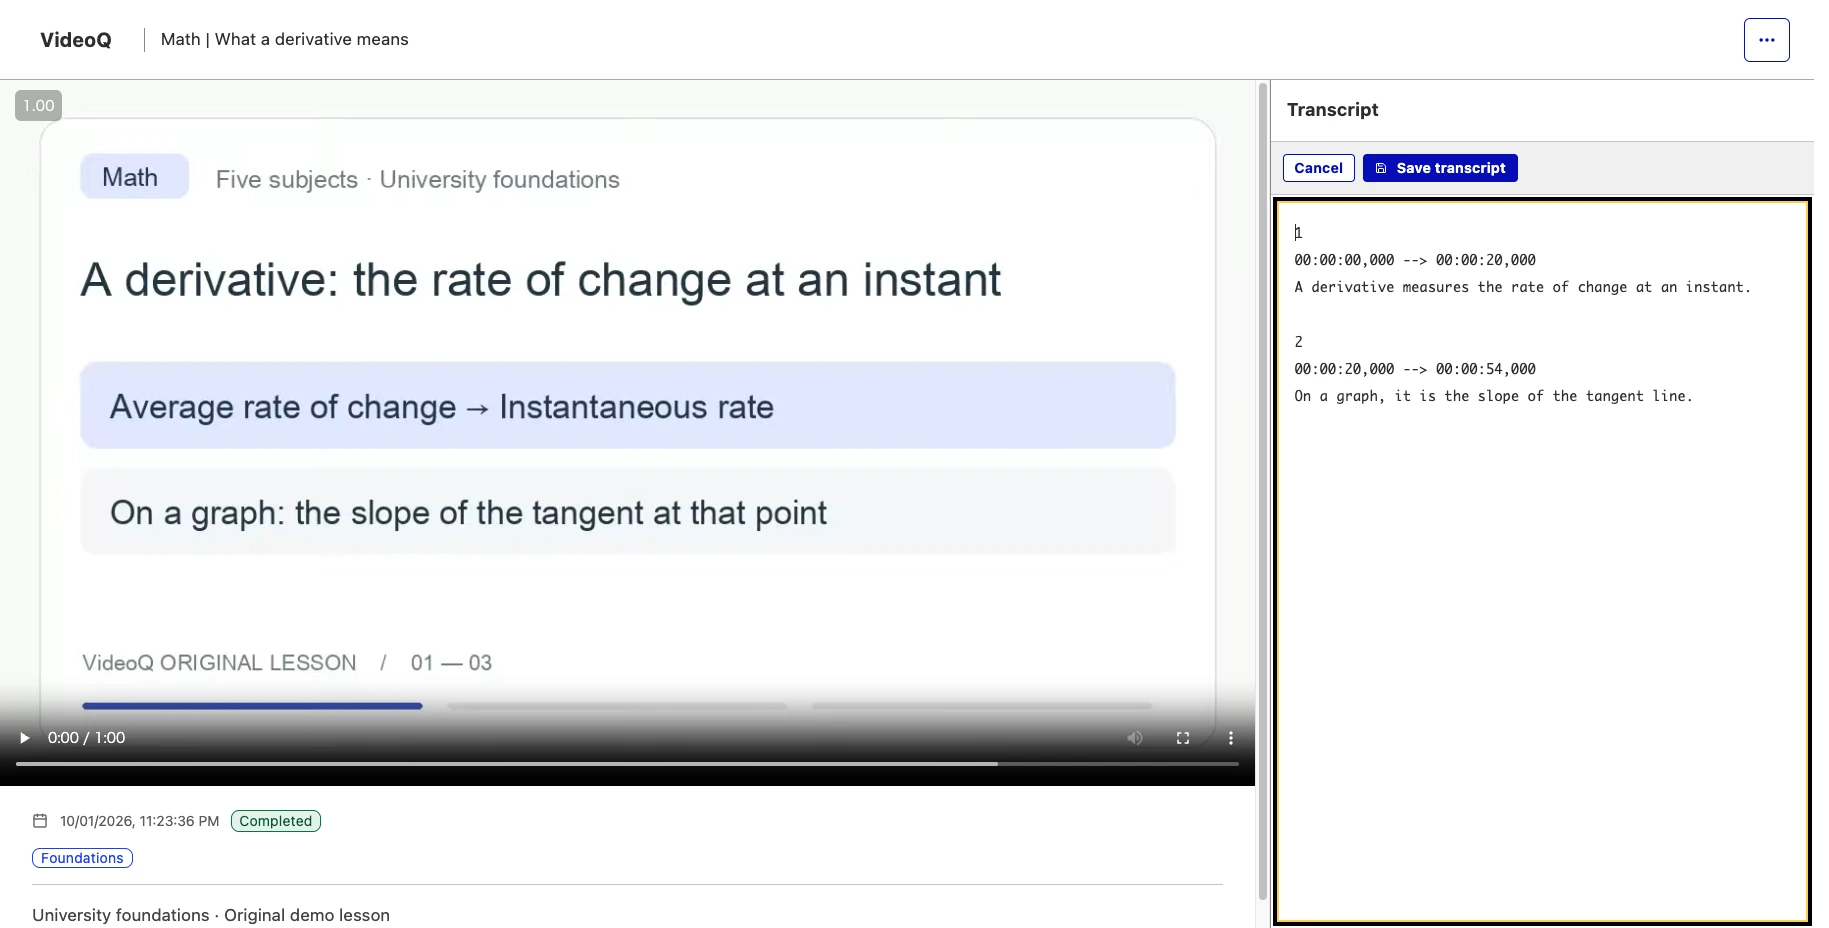 VideoQ
Math | What a derivative means
1.00
Math
Five subjects · University foundations
A derivative: the rate of change at an instant
Average rate of change → Instantaneous rate
On a graph: the slope of the tangent at that point
VideoQ ORIGINAL LESSON / 01 — 03
0:00 / 1:00
10/01/2026, 11:23:36 PM
Completed
Foundations
University foundations · Original demo lesson
Transcript
Cancel
Save transcript
1
00:00:00,000 --> 00:00:20,000
A derivative measures the rate of change at an instant.
2
00:00:20,000 --> 00:00:54,000
On a graph, it is the slope of the tangent line.